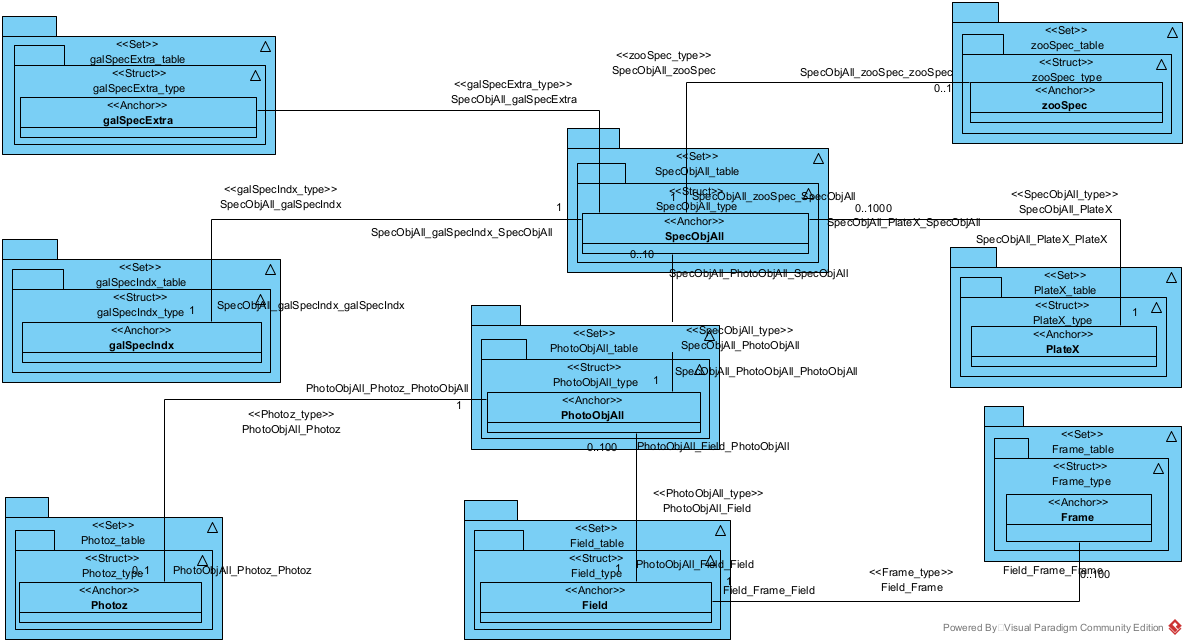 <<Set>>
galSpecExtra_table
<<Struct>>
galSpecExtra_type
<<Anchor>>
galSpecExtra
<<galSpecExtra_type>>
SpecObjAll_galSpecExtra
<<zooSpec_type>>
SpecObjAll_zooSpec
SpecObjAll_zooSpec_zooSpec
0..1
<<Set>>
zooSpec_table
<<Struct>>
zooSpec_type
<<Anchor>>
zooSpec
<<Set>>
SpecObjAll_table
<<Struct>>
SpecObjAll_type
1
SpecObjAll_zooSpec_SpecObjAll
<<Anchor>>
SpecObjAll
0..10
SpecObjAll_PhotoObjAll_SpecObjAll
<<galSpecIndx_type>>
SpecObjAll_galSpecIndx
1
SpecObjAll_galSpecIndx_SpecObjAll
0..1000
SpecObjAll_PlateX_SpecObjAll
<<SpecObjAll_type>>
SpecObjAll_PlateX
SpecObjAll_PlateX_PlateX
<<Set>>
galSpecIndx_table
<<Struct>>
galSpecIndx_type
1
SpecObjAll_galSpecIndx_galSpecIndx
<<Anchor>>
galSpecIndx
<<Set>>
PlateX_table
<<Struct>>
PlateX_type
1
<<Anchor>>
PlateX
<<Set>>
PhotoObjAll_table
<<Struct>>
PhotoObjAll_type
1
<<SpecObjAll_type>>
SpecObjAll_PhotoObjAll
SpecObjAll_PhotoObjAll_PhotoObjAll
<<Anchor>>
PhotoObjAll
PhotoObjAll_Photoz_PhotoObjAll
1
<<Photoz_type>>
PhotoObjAll_Photoz
0..100
PhotoObjAll_Field_PhotoObjAll
<<PhotoObjAll_type>>
PhotoObjAll_Field
<<Set>>
Frame_table
<<Struct>>
Frame_type
<<Anchor>>
Frame
<<Set>>
Photoz_table
<<Struct>>
Photoz_type
0..1
PhotoObjAll_Photoz_Photoz
<<Anchor>>
Photoz
<<Set>>
Field_table
<<Struct>>
Field_type
1
PhotoObjAll_Field_Field
<<Anchor>>
Field
1
Field_Frame_Field
<<Frame_type>>
Field_Frame
Field_Frame_Frame
0..100
Powered By Visual Paradigm Community Edition